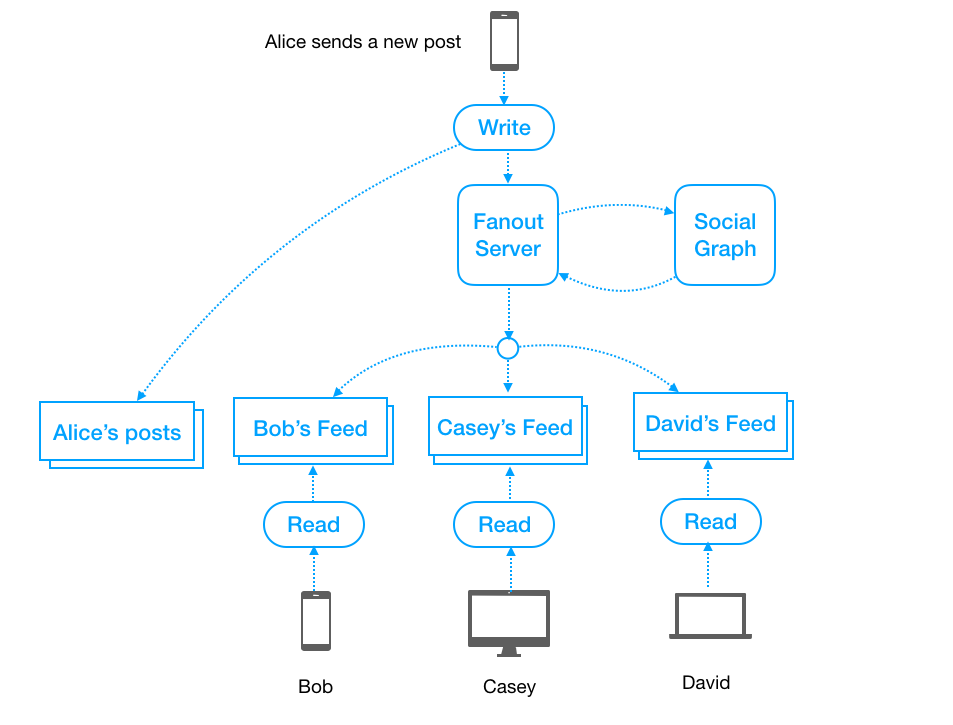 Alice sends a new post
Write
Fanout
Server
Social
Graph
Alice’s posts
Bob’s Feed
Casey’s Feed
David’s Feed
Read
Read
Read
Bob
Casey
David